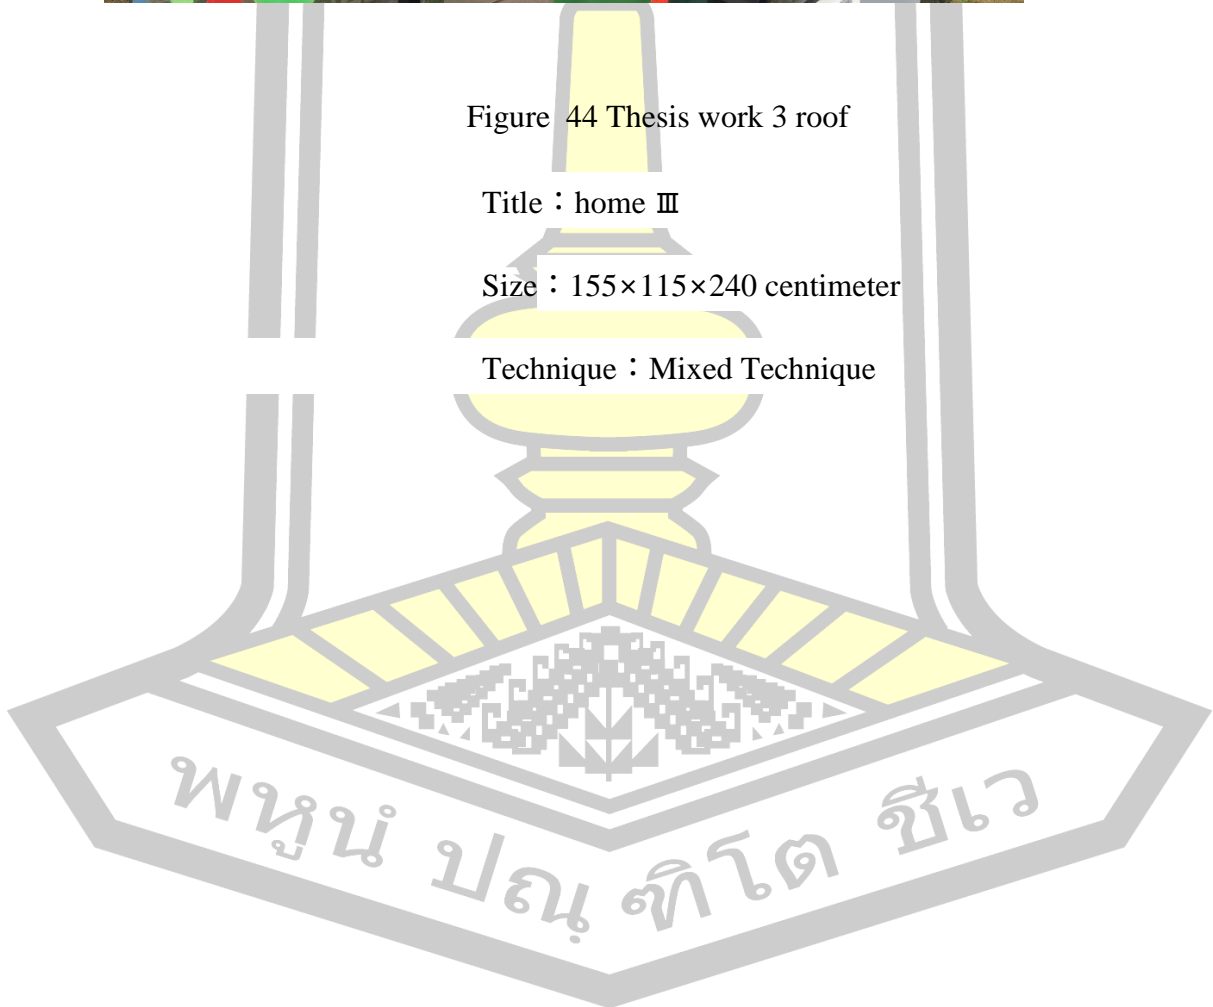 Figure  44 Thesis work 3 roof
Title：home Ⅲ
Size：155×115×240 centimeter
Technique：Mixed Technique
พหูนํ ปณฺฑิโต ชีเว